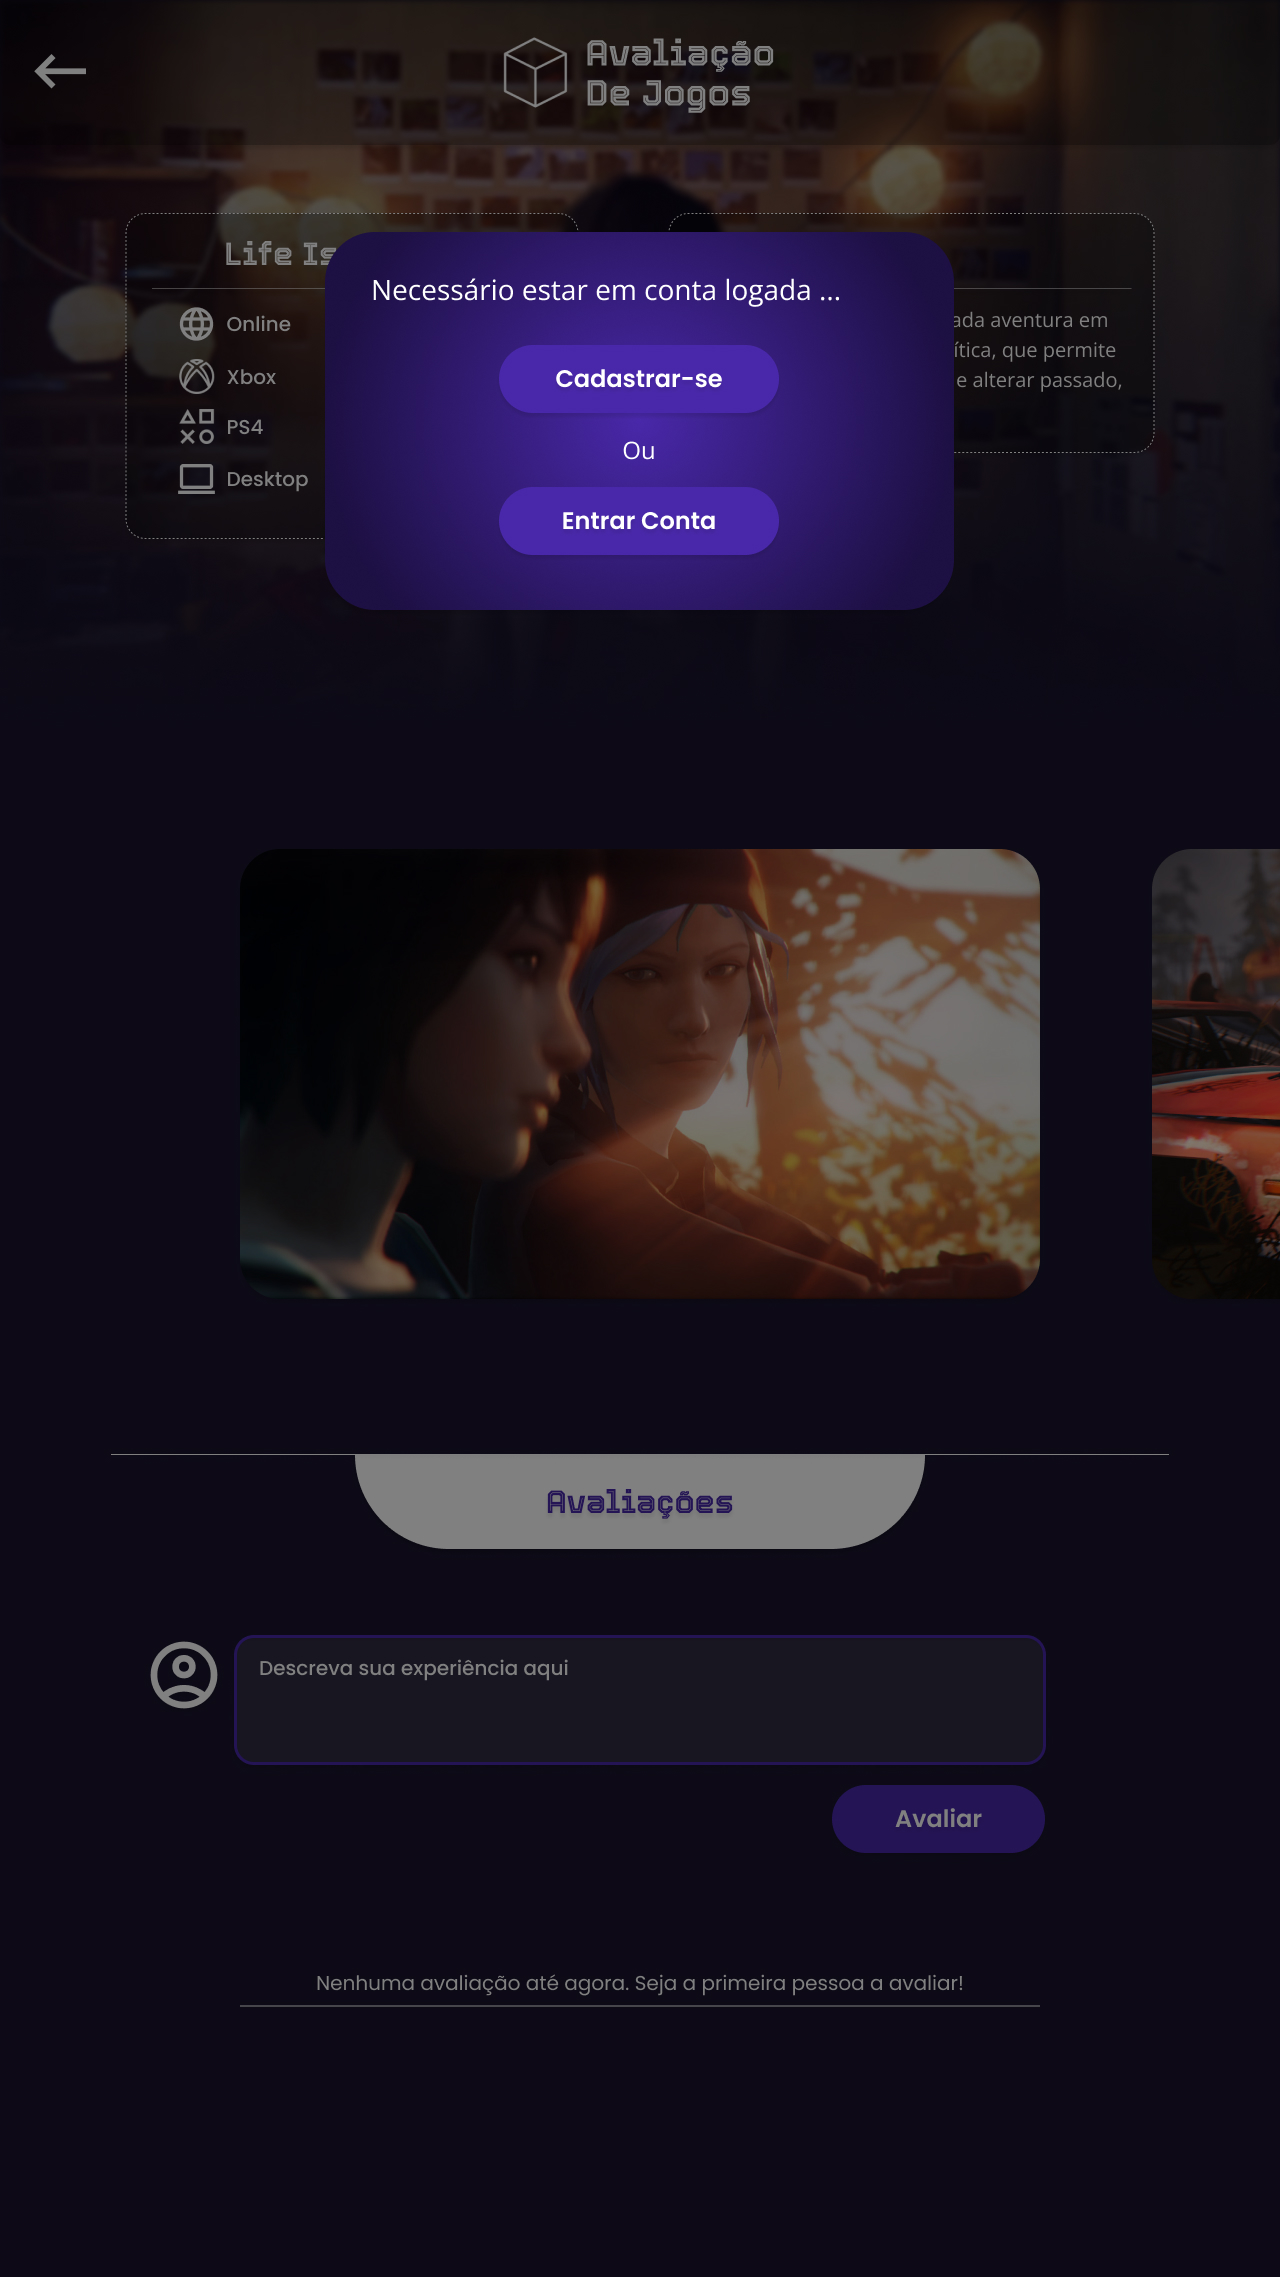 Avaliação
De Jogos
Life Is
Necessário estar em conta logada ...
Online
Xbox
PS4
Desktop
Cadastrar-se
Ou
Entrar Conta
aventura em
que permite
e alterar passado,
Avaliações
Descreva sua experiência aqui
Avaliar
Nenhuma avaliação até agora. Seja a primeira pessoa a avaliar!